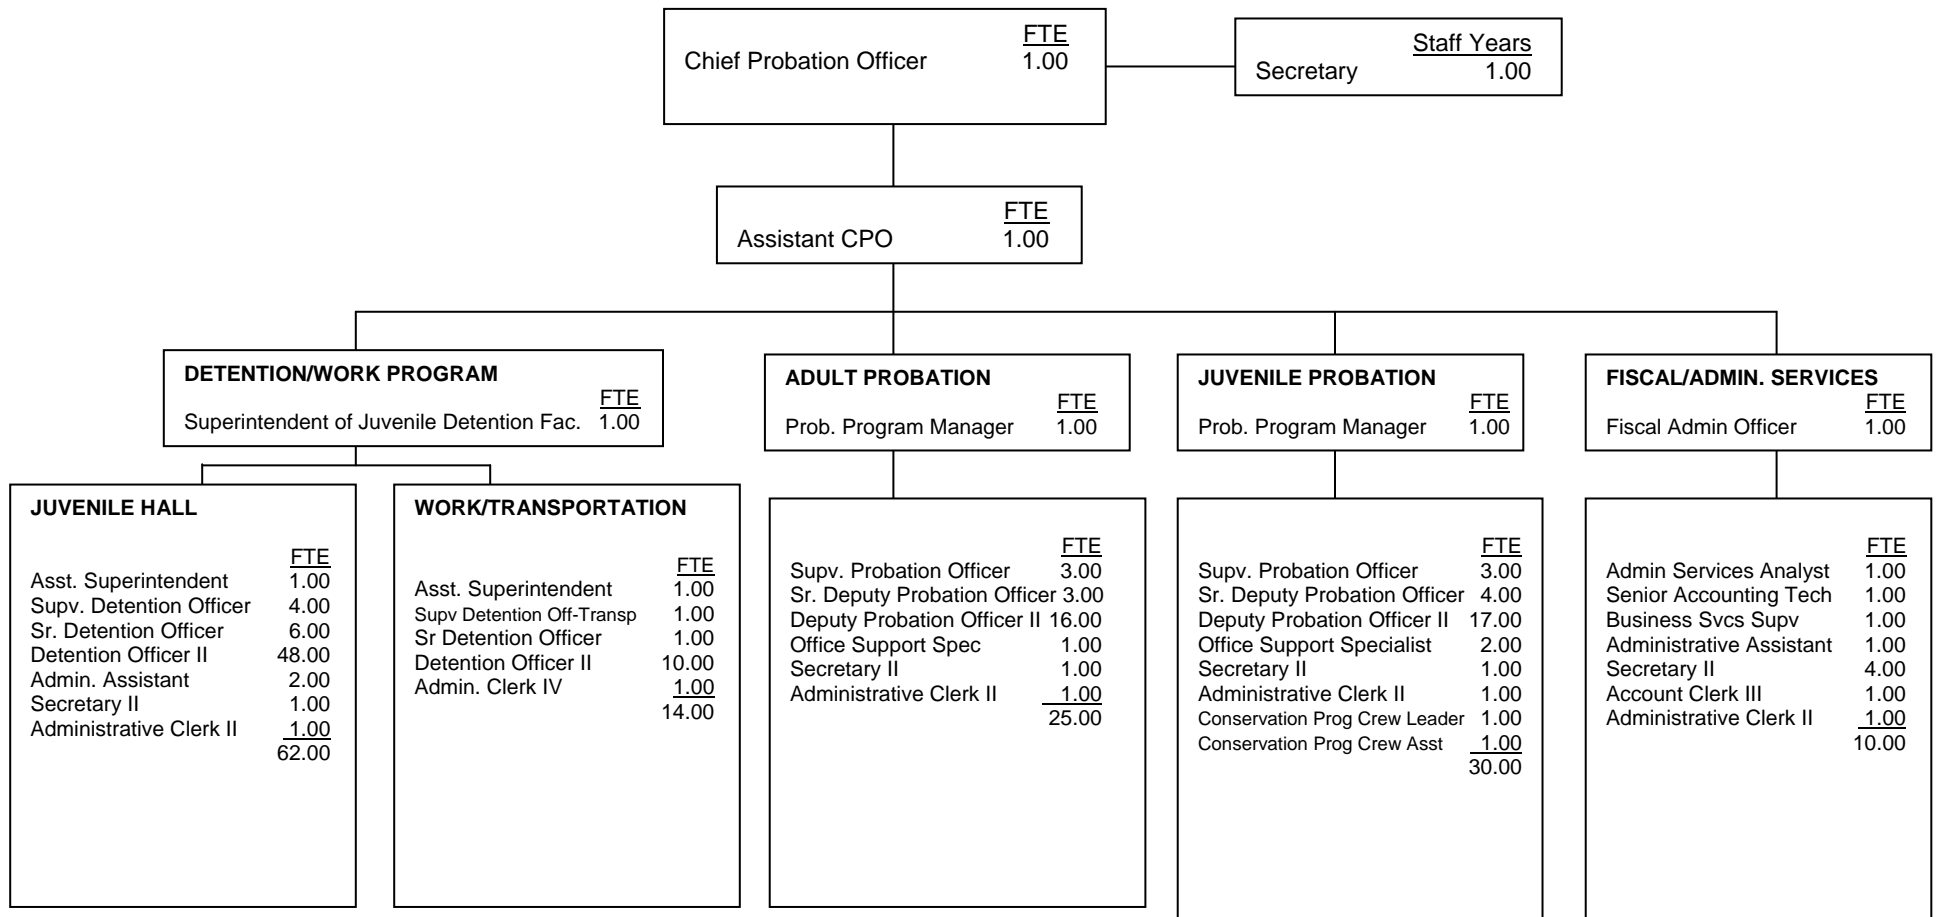 FTE
Chief Probation Officer 1.00
Staff Years
Secretary 1.00
FTE
Assistant CPO 1.00
DETENTION/WORK PROGRAM
FTE
Superintendent of Juvenile Detention Fac. 1.00
ADULT PROBATION
FTE
Prob. Program Manager 1.00
JUVENILE PROBATION
FTE
Prob. Program Manager 1.00
FISCAL/ADMIN. SERVICES
FTE
Fiscal Admin Officer 1.00
JUVENILE HALL
FTE
Asst. Superintendent 1.00
Supv. Detention Officer 4.00
Sr. Detention Officer 6.00
Detention Officer II 48.00
Admin. Assistant 2.00
Secretary II 1.00
Administrative Clerk II 1.00
62.00
WORK/TRANSPORTATION
FTE
Asst. Superintendent 1.00
Supv Detention Off-Transp 1.00
Sr Detention Officer 1.00
Detention Officer II 10.00
Admin. Clerk IV 1.00
14.00
FTE
Supv. Probation Officer 3.00
Sr. Deputy Probation Officer 3.00
Deputy Probation Officer II 16.00
Office Support Spec 1.00
Secretary II 1.00
Administrative Clerk II 1.00
25.00
FTE
Supv. Probation Officer 3.00
Sr. Deputy Probation Officer 4.00
Deputy Probation Officer II 17.00
Office Support Specialist 2.00
Secretary II 1.00
Administrative Clerk II 1.00
Conservation Prog Crew Leader 1.00
Conservation Prog Crew Asst 1.00
30.00
FTE
Admin Services Analyst 1.00
Senior Accounting Tech 1.00
Business Svcs Supv 1.00
Administrative Assistant 1.00
Secretary II 4.00
Account Clerk III 1.00
Administrative Clerk II 1.00
10.00